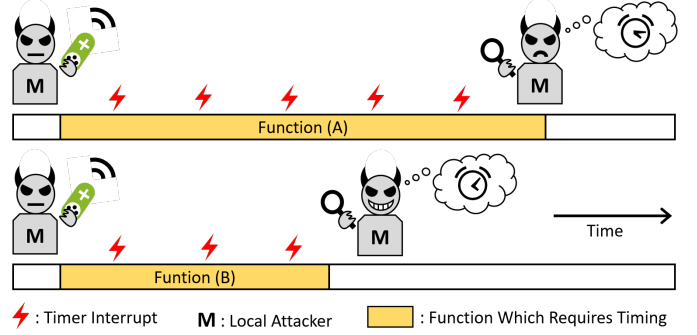 M
M
Function (A)
M
M
Time
Funtion (B)
: Timer Interrupt
M : Local Attacker
: Function Which Requires Timing